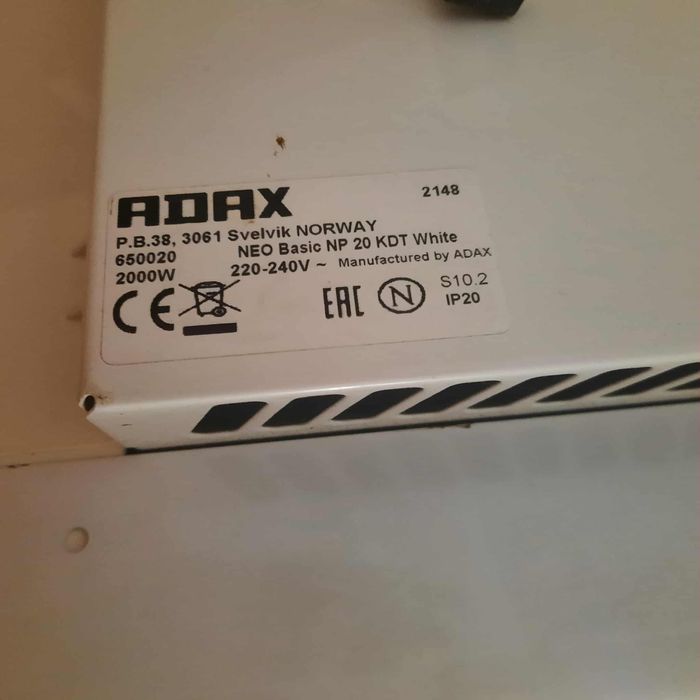 ADAX
2148
P.B.38, 3061 Svelvik NORWAY
650020 NEO Basic NP 20 KDT White
2000W 220-240V ~ Manufactured by ADAX
CE EAC N S10.2
IP20